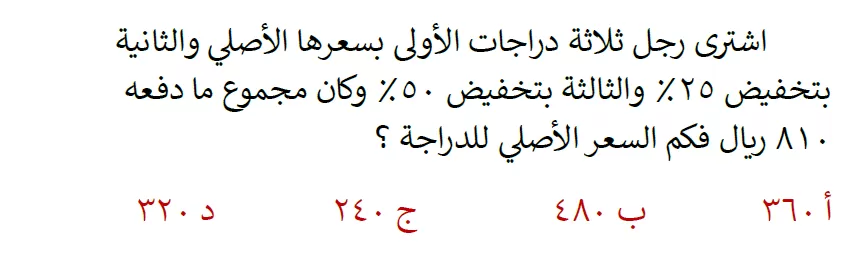 اشترى رجل ثلاثة دراجات الأولى بسعرها الأصلي والثانية
بتخفيض ٢٥٪ والثالثة بتخفيض ٥٠٪ وكان مجموع ما دفعه
٨١٠ ريال فكم السعر الأصلي للدراجة ؟
أ ٣٦٠ ب ٤٨٠ ج ٢٤٠ د ٣٢٠